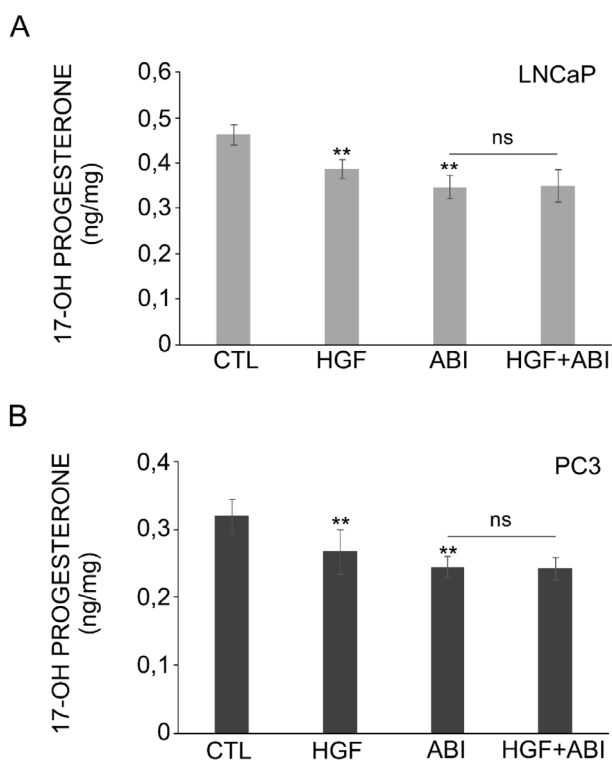 A
17-OH PROGESTERONE
(ng/mg)
0,6
0,5
0,4
0,3
0,2
0,1
0
LNCaP
**
**
ns
CTL HGF ABI HGF+ABI
B
17-OH PROGESTERONE
(ng/mg)
0,4
0,3
0,2
0,1
0
PC3
**
**
ns
CTL HGF ABI HGF+ABI